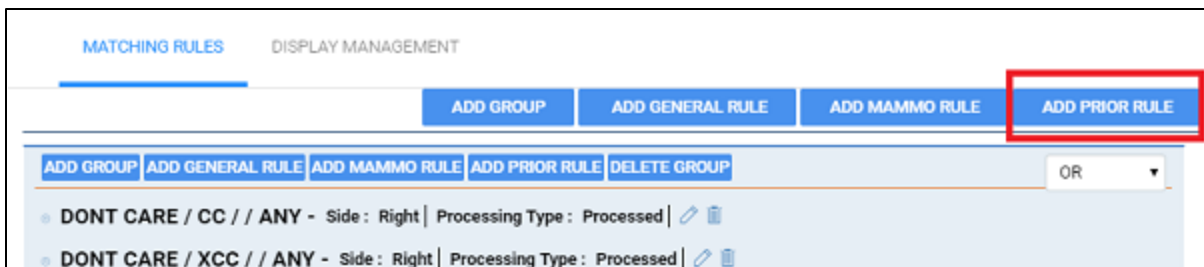 MATCHING RULES DISPLAY MANAGEMENT
ADD GROUP ADD GENERAL RULE ADD MAMMO RULE ADD PRIOR RULE
ADD GROUP ADD GENERAL RULE ADD MAMMO RULE ADD PRIOR RULE DELETE GROUP OR
DONT CARE / CC / / ANY - Side : Right | Processing Type : Processed |
DONT CARE / XCC / / ANY - Side : Right | Processing Type : Processed |